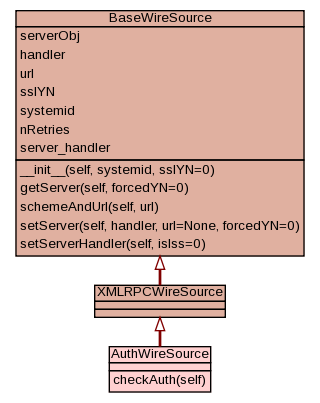 BaseWireSource
serverObj
handler
url
sslYN
systemid
nRetries
server_handler
__init__(self, systemid, sslYN=0)
getServer(self, forcedYN=0)
schemeAndUrl(self, url)
setServer(self, handler, url=None, forcedYN=0)
setServerHandler(self, isIss=0)
XMLRPCWireSource
AuthWireSource
checkAuth(self)